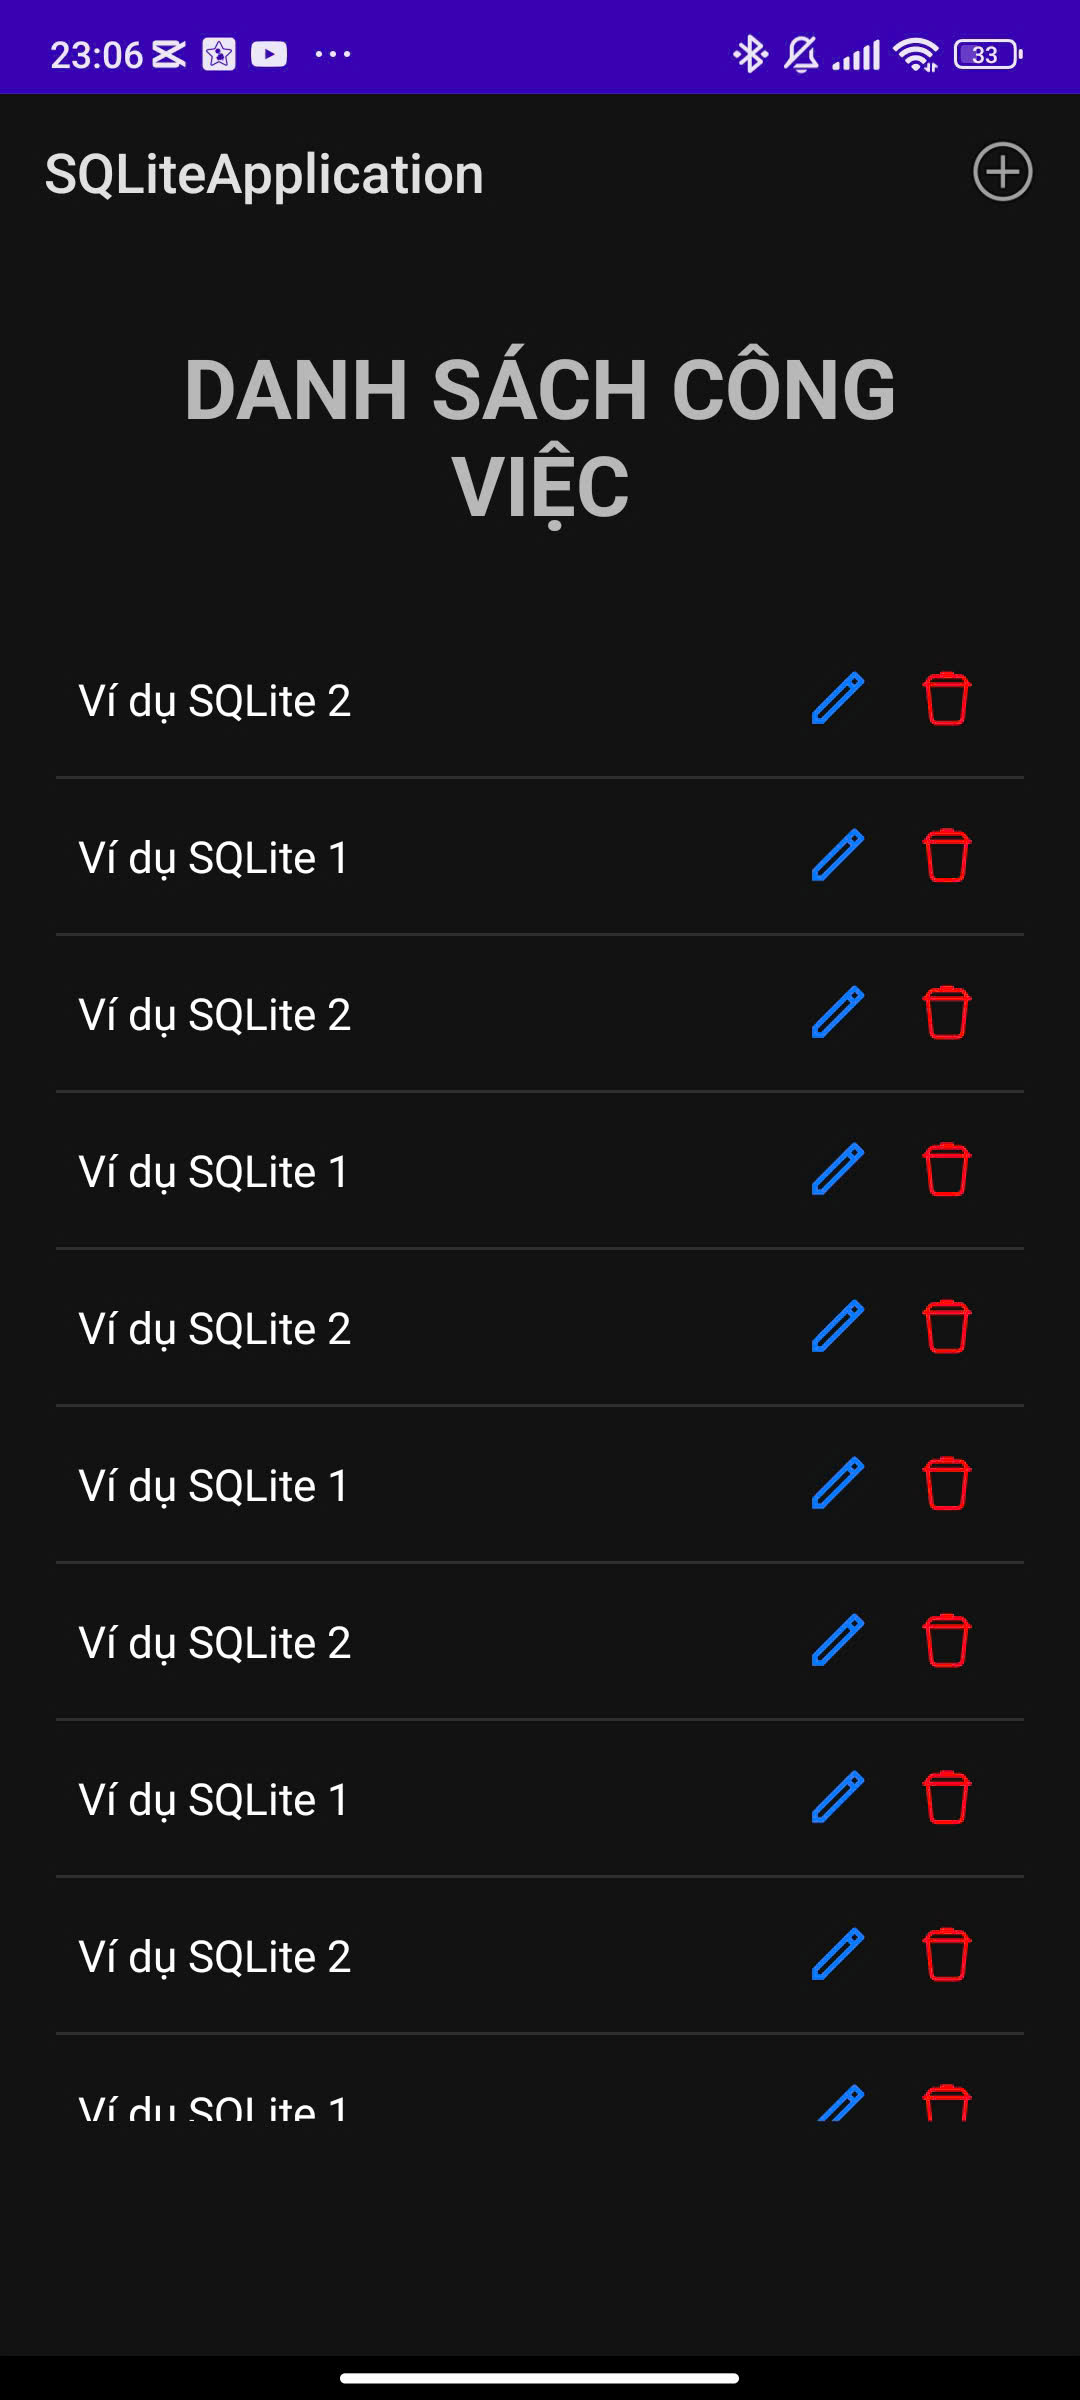 23:06
33
SQLiteApplication
DANH SÁCH CÔNG
VIỆC
Ví dụ SQLite 2
Ví dụ SQLite 1
Ví dụ SQLite 2
Ví dụ SQLite 1
Ví dụ SQLite 2
Ví dụ SQLite 1
Ví dụ SQLite 2
Ví dụ SQLite 1
Ví dụ SQLite 2
Ví dụ SQLite 1